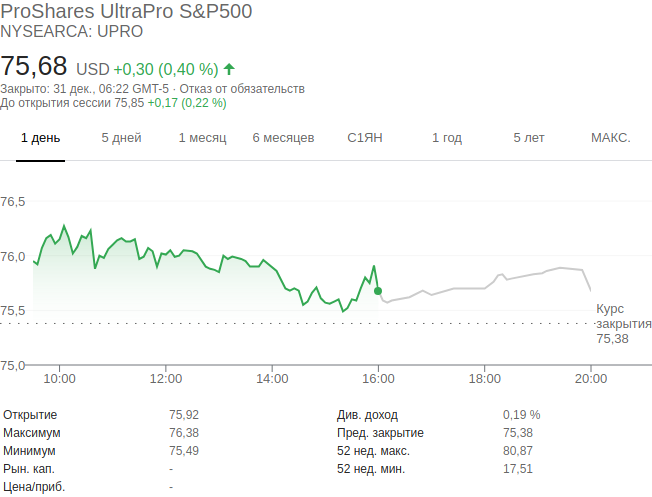 ProShares UltraPro S&P500
NYSEARCA: UPRO
75,68 USD +0,30 (0,40 %)
Закрыто: 31 дек., 06:22 GMT-5 · Отказ от обязательств
До открытия сессии 75,85 +0,17 (0,22 %)
1 день 5 дней 1 месяц 6 месяцев С1ЯН 1 год 5 лет МАКС.
76,5
76,0
75,5
Курс
закрытия
75,38
75,0
10:00 12:00 14:00 16:00 18:00 20:00
Открытие 75,92 Див. доход 0,19 %
Максимум 76,38 Пред. закрытие 75,38
Минимум 75,49 52 нед. макс. 80,87
Рын. кап. - 52 нед. мин. 17,51
Цена/приб. -